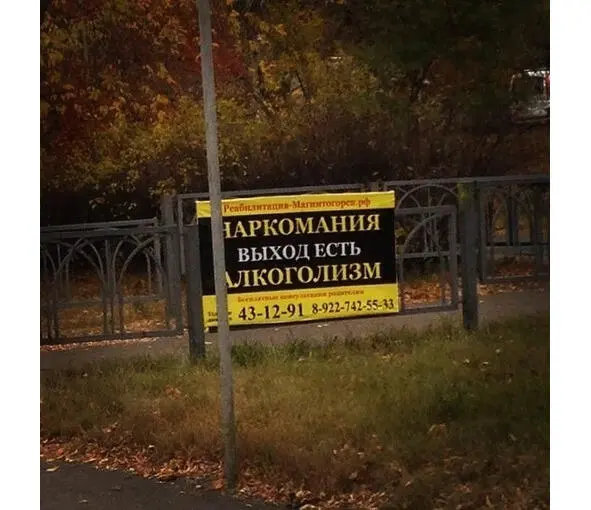 Реабилитация-Магнитогорск.рф
НАРКОМАНИЯ
ВЫХОД ЕСТЬ
АЛКОГОЛИЗМ
Бесплатные консультации родителям
43-12-91 8-922-742-55-33